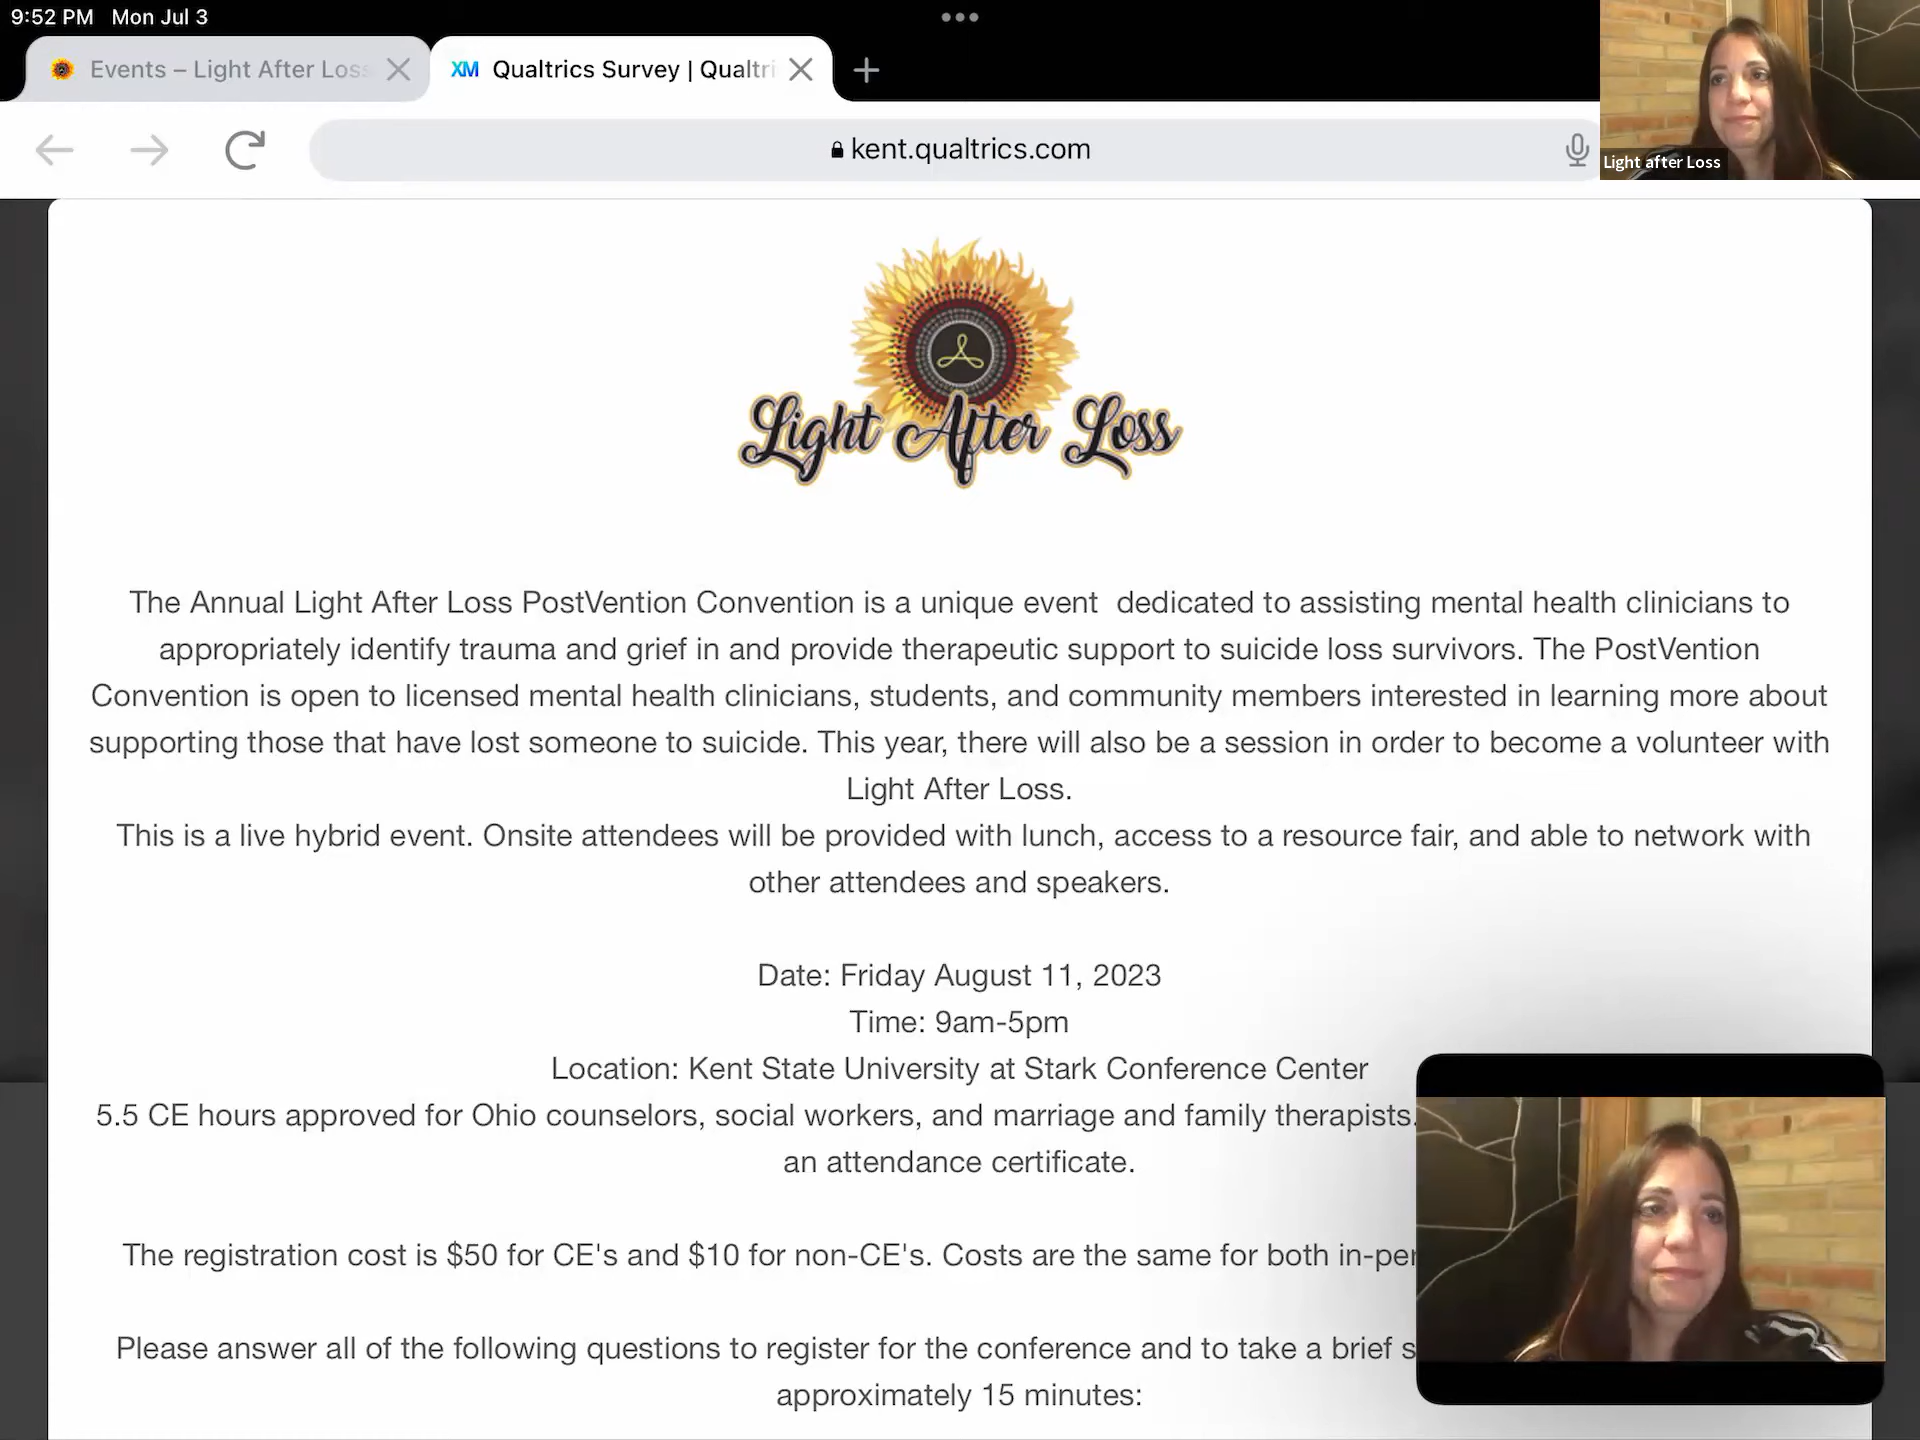 9:52 PM Mon Jul 3
Events – Light After Loss
XM Qualtrics Survey | Qualtri
kent.qualtrics.com
Light after Loss
Light After Loss
The Annual Light After Loss PostVention Convention is a unique event dedicated to assisting mental health clinicians to
appropriately identify trauma and grief in and provide therapeutic support to suicide loss survivors. The PostVention
Convention is open to licensed mental health clinicians, students, and community members interested in learning more about
supporting those that have lost someone to suicide. This year, there will also be a session in order to become a volunteer with
Light After Loss.
This is a live hybrid event. Onsite attendees will be provided with lunch, access to a resource fair, and able to network with
other attendees and speakers.
Date: Friday August 11, 2023
Time: 9am-5pm
Location: Kent State University at Stark Conference Center
5.5 CE hours approved for Ohio counselors, social workers, and marriage and family therapists.
an attendance certificate.
The registration cost is $50 for CE's and $10 for non-CE's. Costs are the same for both in-per
Please answer all of the following questions to register for the conference and to take a brief s
approximately 15 minutes: